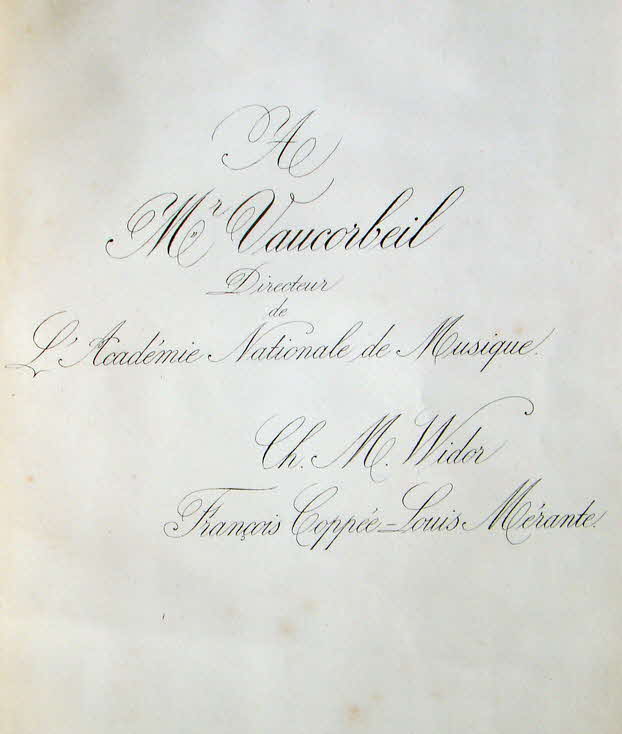 A
Mr Vaucorbeil
Directeur
de
L'Académie Nationale de Musique.
Ch. M. Widor
François Coppée = Louis Mérante.